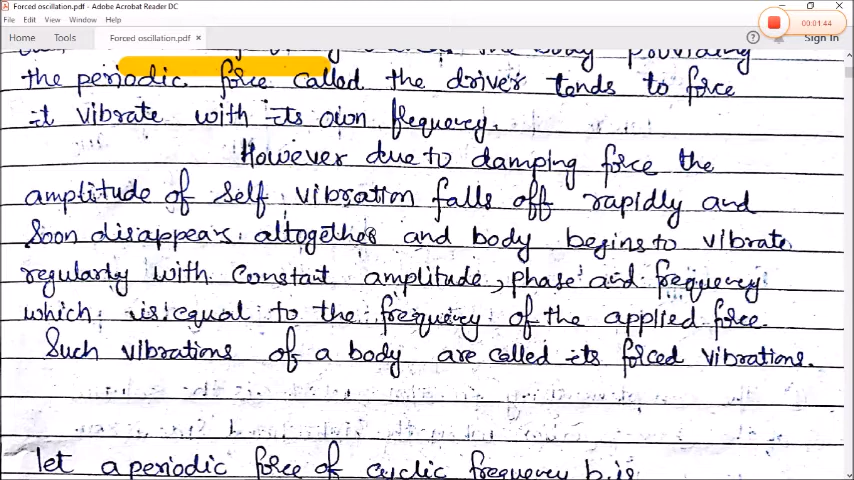 Forced oscillation.pdf - Adobe Acrobat Reader DC
File Edit View Window Help
00:01:44
Home Tools Forced oscillation.pdf × Sign In
the body providing
the periodic force called the driver tends to force
it vibrate with its own frequency.
However due to damping force the
amplitude of self vibration falls off rapidly and
soon disappears altogether and body begins to vibrate
regularly with constant amplitude, phase and frequency
which is equal to the frequency of the applied force.
Such vibrations of a body are called its forced vibrations.
let a periodic force of cyclic frequency